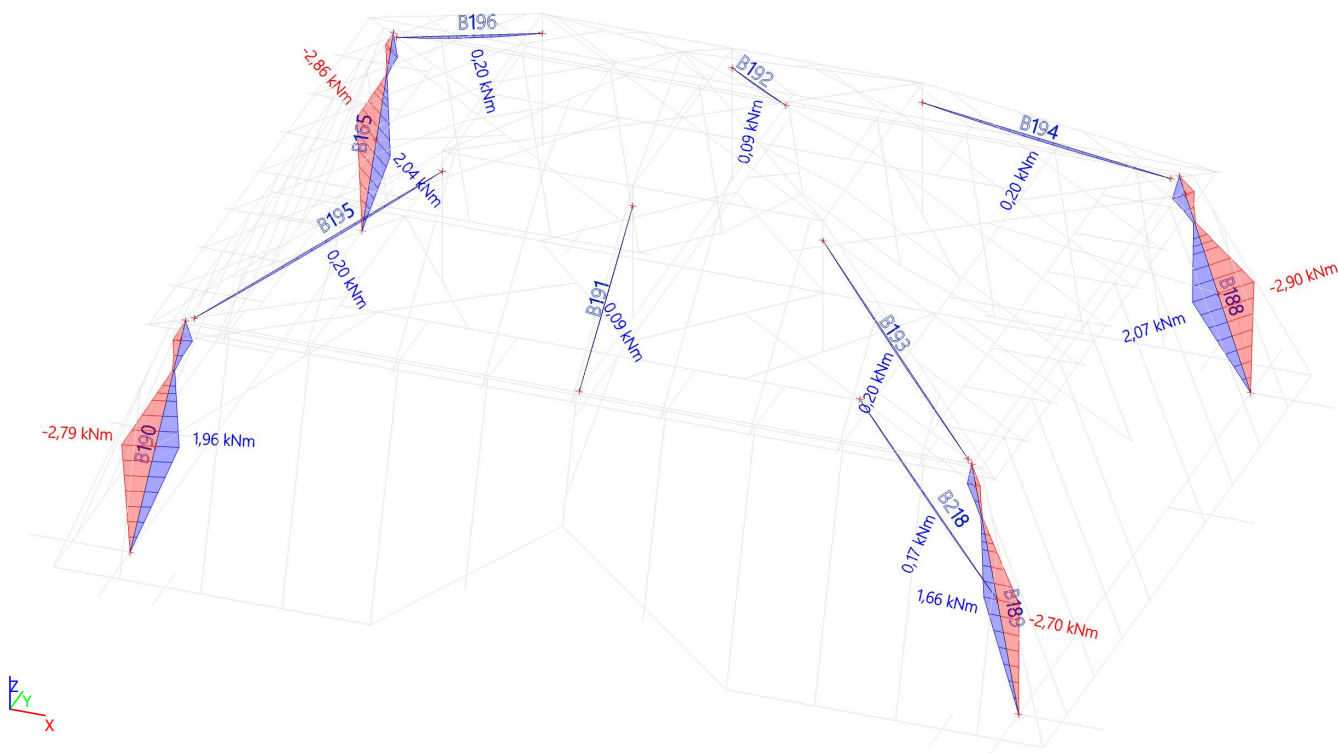 B196
-2,86 kNm
0,20 kNm
B192
0,09 kNm
B194
0,20 kNm
B165
2,04 kNm
B195
0,20 kNm
B191
0,09 kNm
B193
0,20 kNm
B188
-2,90 kNm
2,07 kNm
-2,79 kNm
B190
1,96 kNm
B218
0,17 kNm
1,66 kNm
B189
-2,70 kNm
Z
Y
X